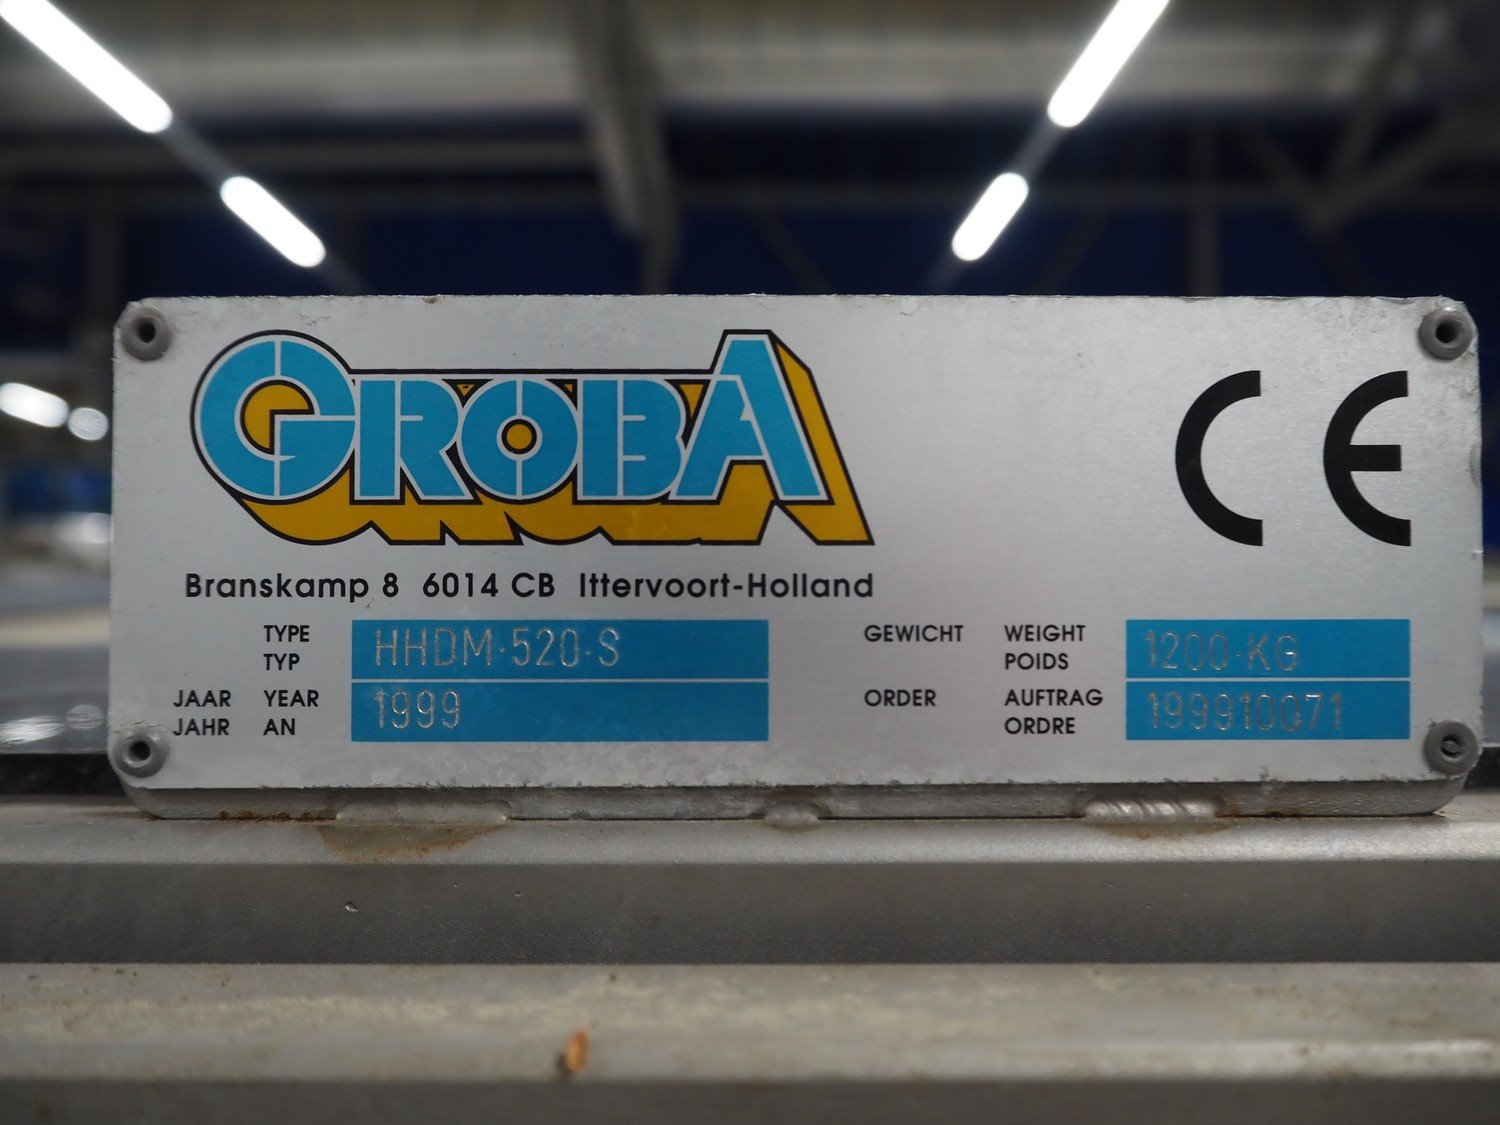 GROBA
CE
Branskamp 8 6014 CB Ittervoort-Holland
TYPE
TYP
HHDM·520·S
JAAR YEAR
JAHR AN
1999
GEWICHT WEIGHT
POIDS
1200·KG
ORDER AUFTRAG
ORDRE
199910071